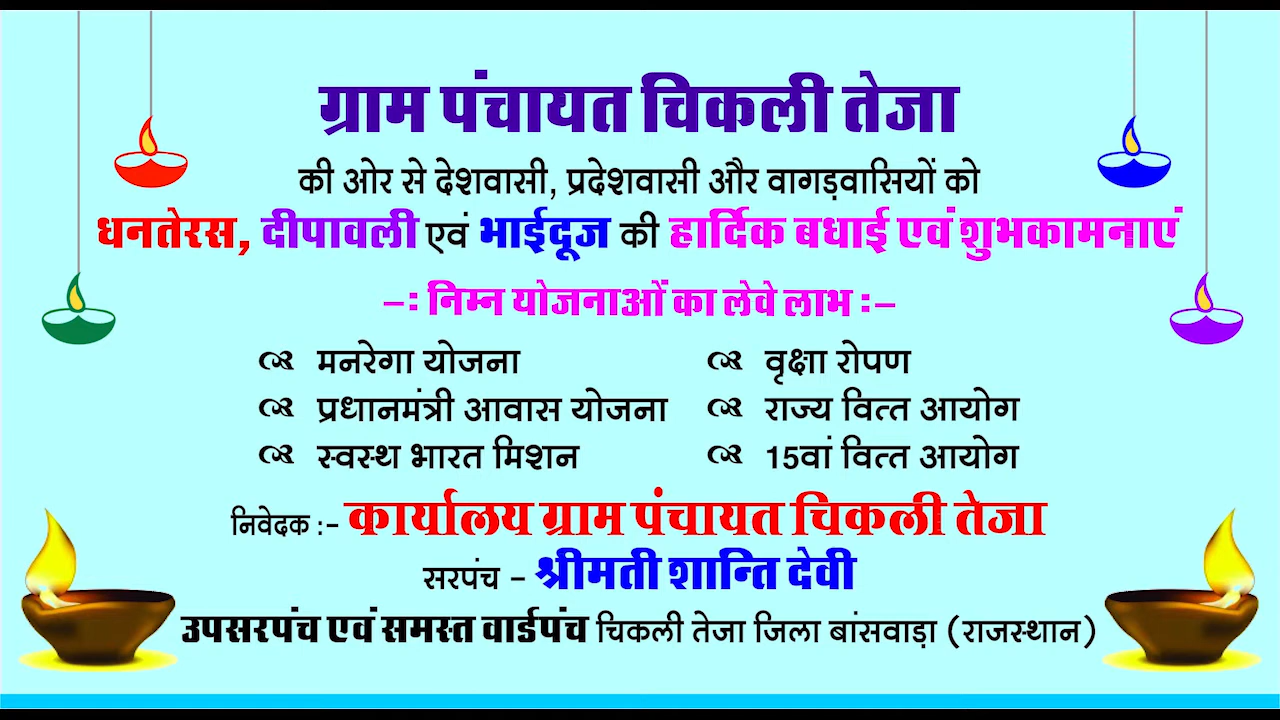 ग्राम पंचायत चिकली तेजा
की ओर से देशवासी, प्रदेशवासी और वागड़वासियों को
धनतेरस, दीपावली एवं भाईदूज की हार्दिक बधाई एवं शुभकामनाएं
–: निम्न योजनाओं का लेवे लाभ :–
मनरेगा योजना
प्रधानमंत्री आवास योजना
स्वस्थ भारत मिशन
वृक्षा रोपण
राज्य वित्त आयोग
15वां वित्त आयोग
निवेदक :- कार्यालय ग्राम पंचायत चिकली तेजा
सरपंच - श्रीमती शान्ति देवी
उपसरपंच एवं समस्त वार्डपंच चिकली तेजा जिला बांसवाड़ा (राजस्थान)